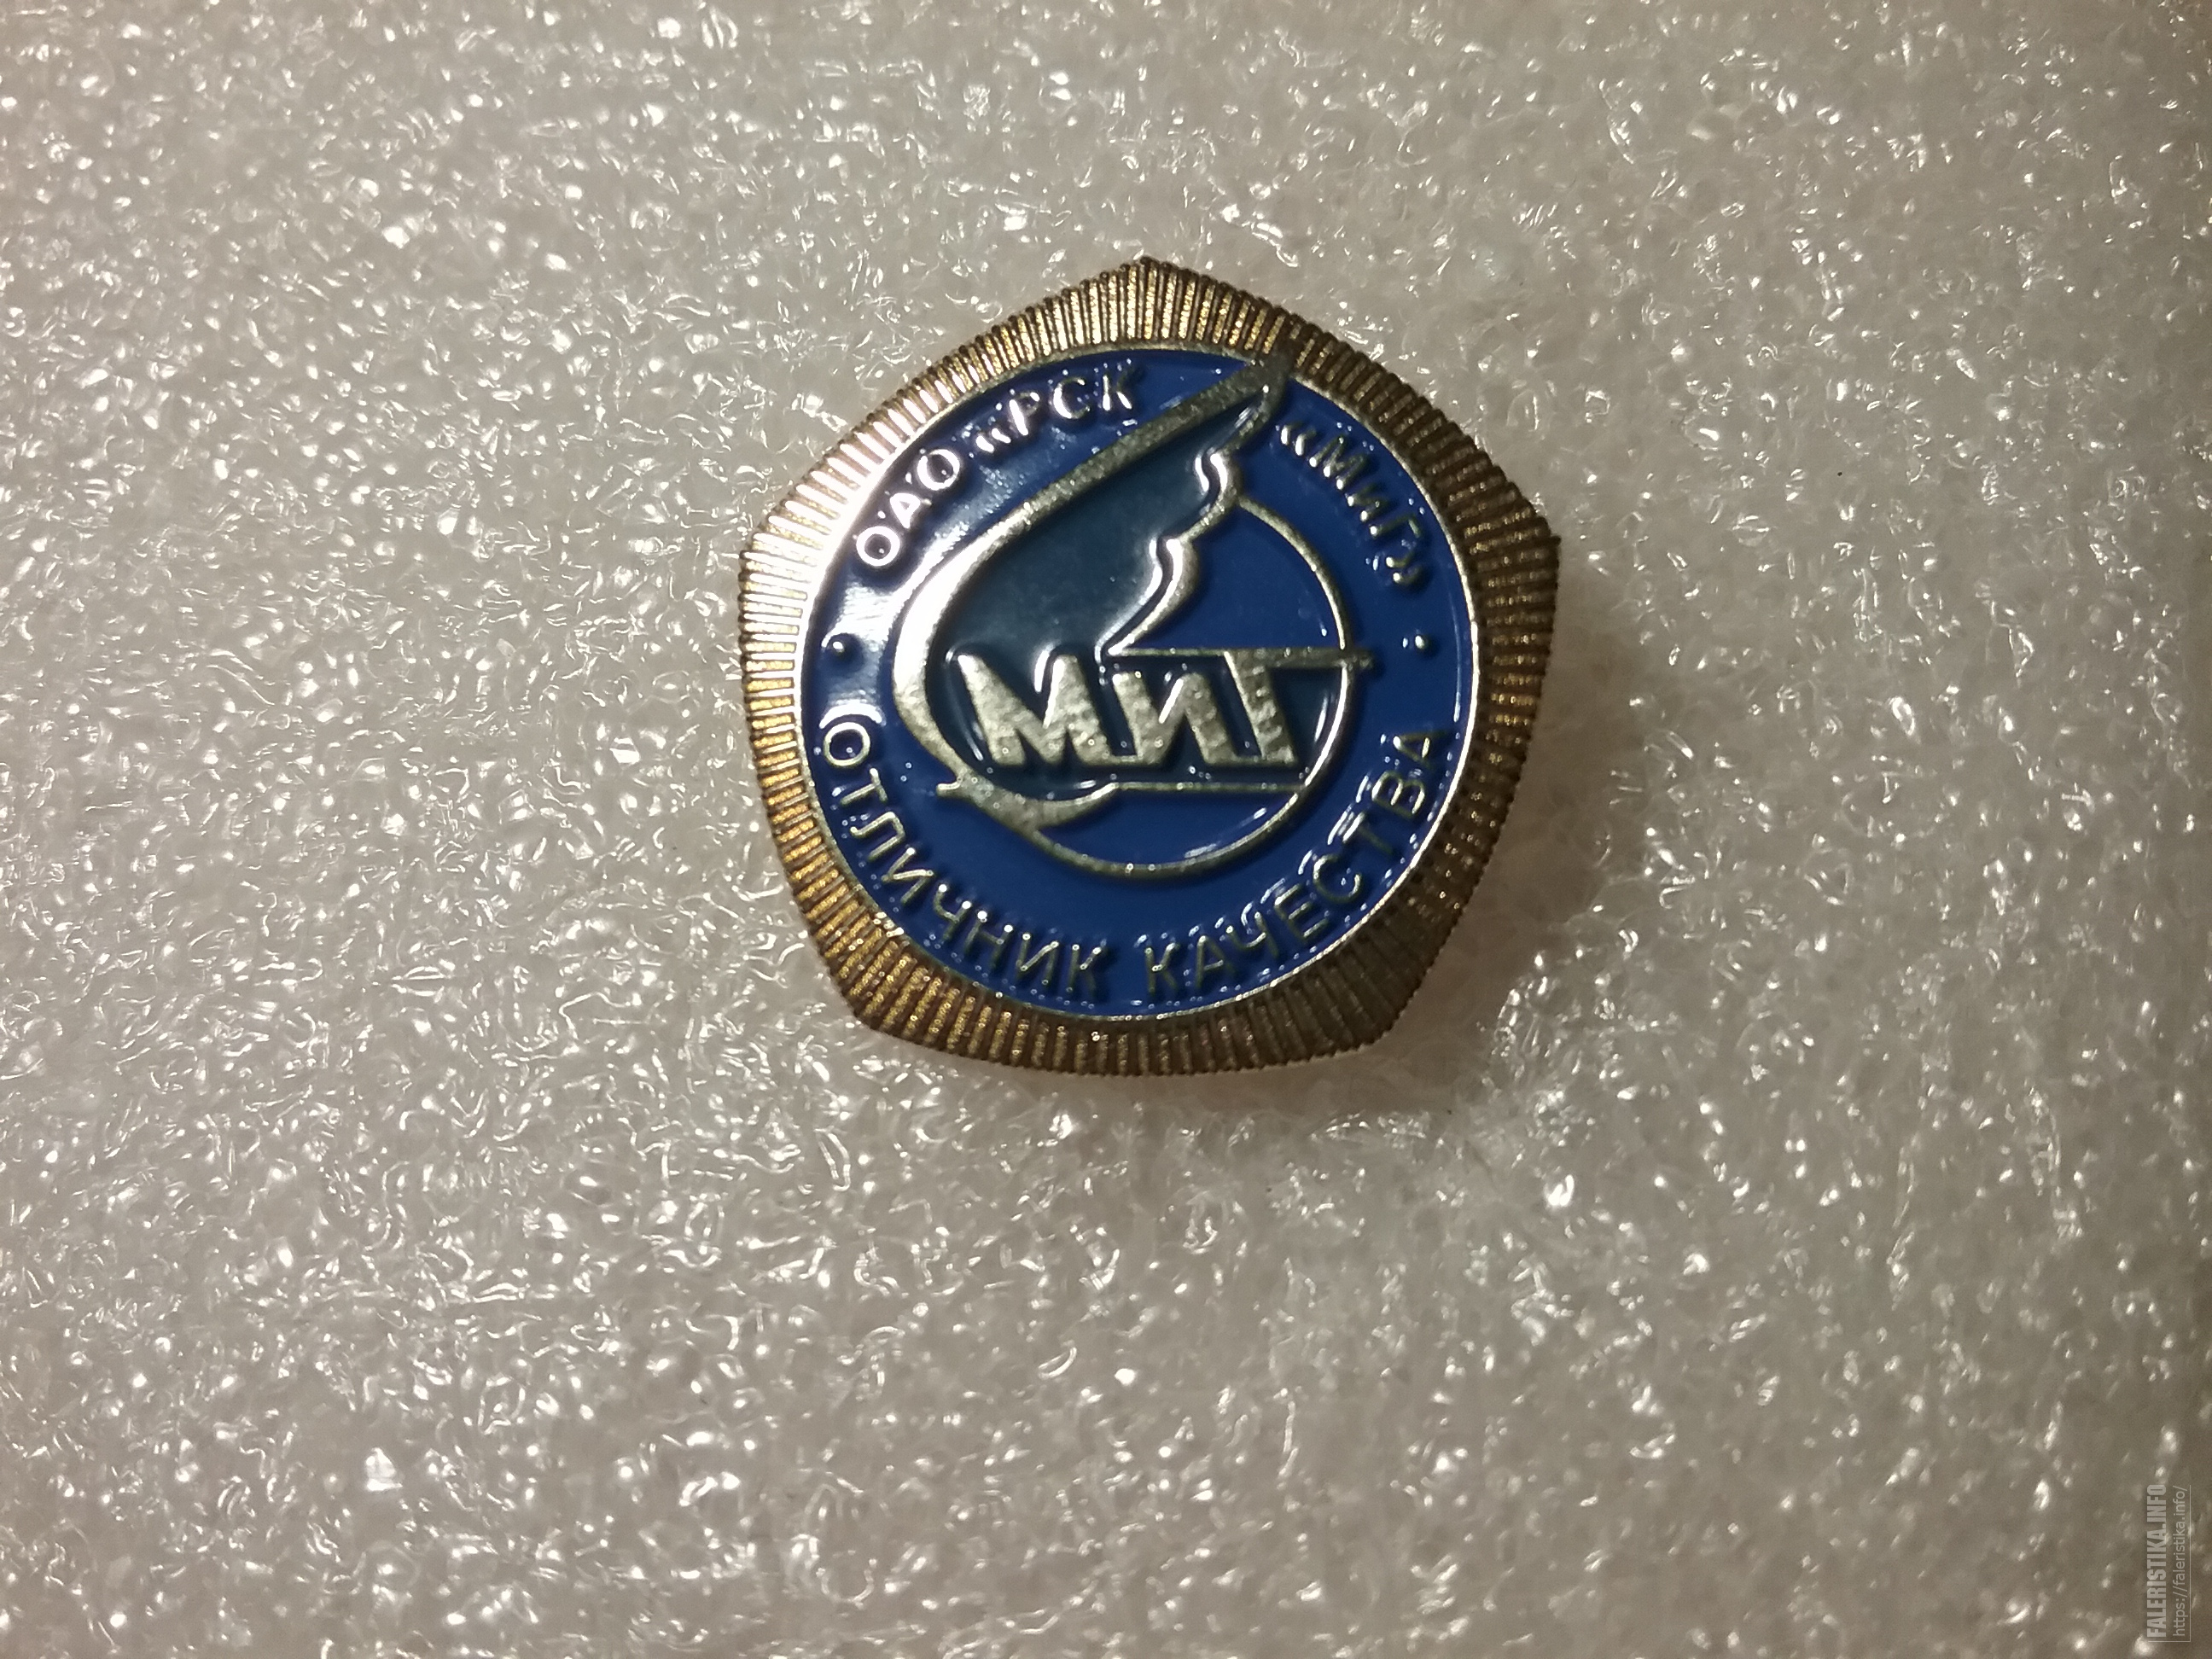 ОАО «РСК «МиГ»
МиГ
ОТЛИЧНИК КАЧЕСТВА
FALERISTIKA.INFO
https://faleristika.info/